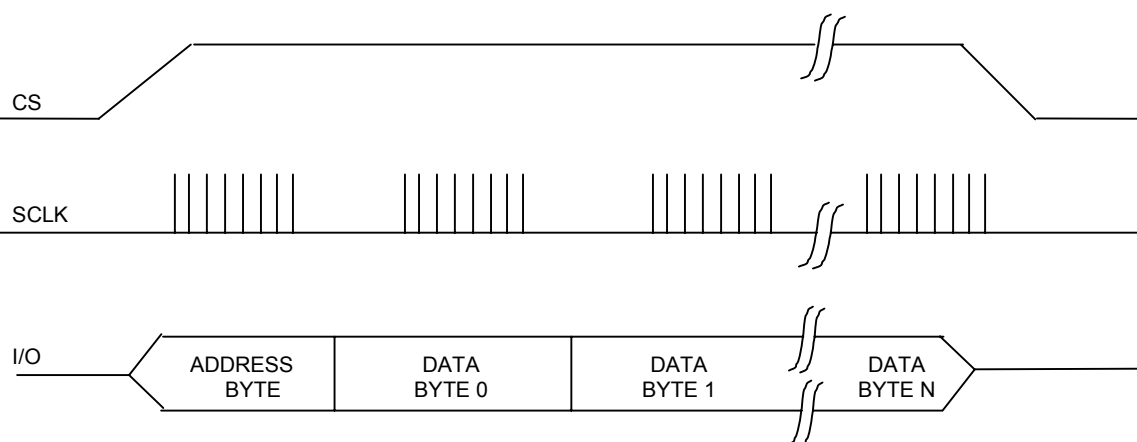 CS
SCLK
I/O
ADDRESS
BYTE
DATA
BYTE 0
DATA
BYTE 1
DATA
BYTE N